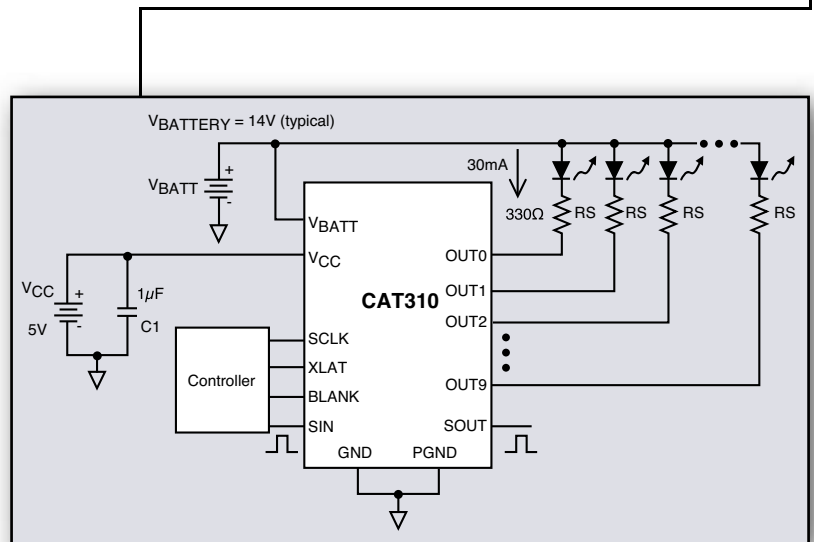 VBATTERY = 14V (typical)
30mA
VBATT
+
-
330Ω
RS
RS
RS
RS
VBATT
VCC
OUT0
OUT1
CAT310
OUT2
VCC
+
-
5V
1µF
C1
SCLK
XLAT
BLANK
SIN
Controller
OUT9
SOUT
GND
PGND